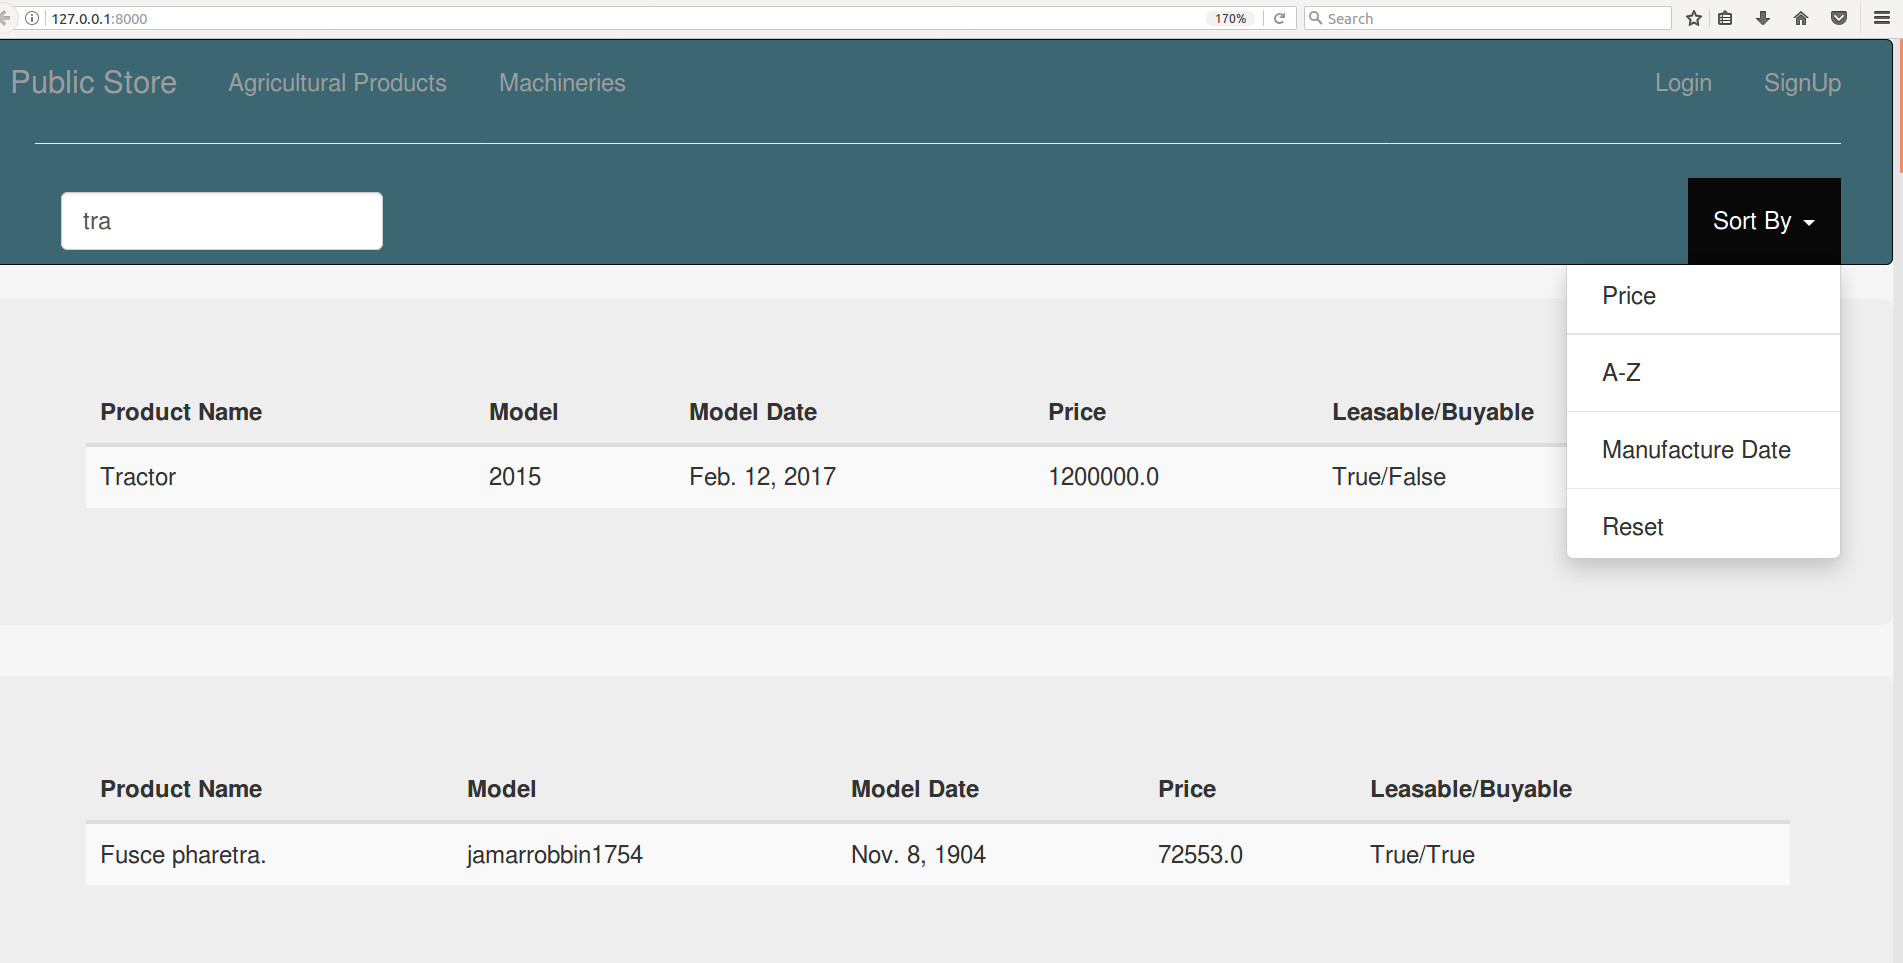 127.0.0.1:8000 170% Search
Public Store Agricultural Products Machineries Login SignUp
tra Sort By
Price
A-Z
Manufacture Date
Reset
Product Name Model Model Date Price Leasable/Buyable
Tractor 2015 Feb. 12, 2017 1200000.0 True/False
Product Name Model Model Date Price Leasable/Buyable
Fusce pharetra. jamarrobbin1754 Nov. 8, 1904 72553.0 True/True